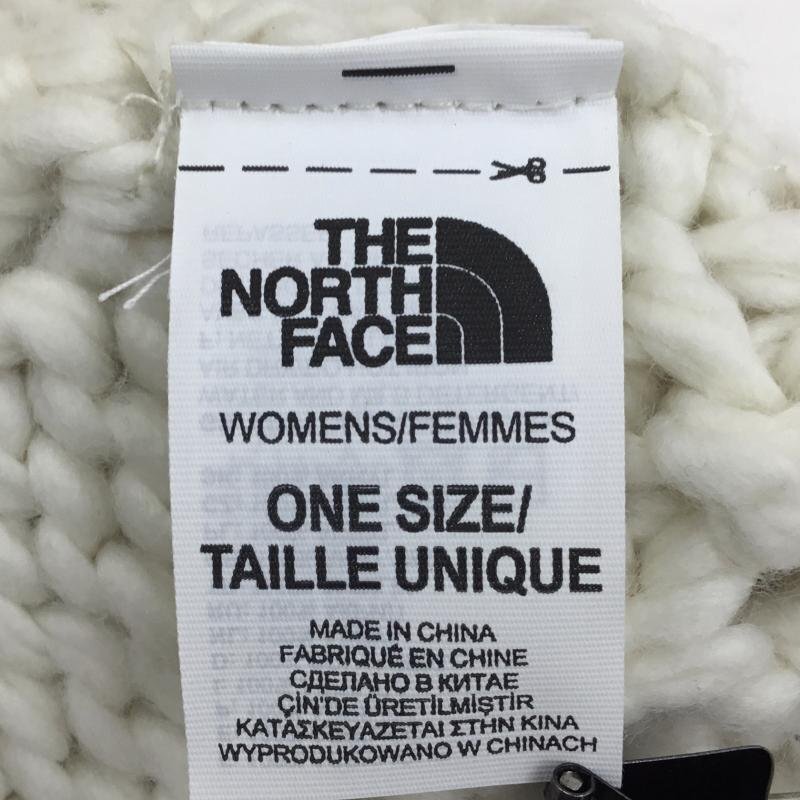 THE
NORTH
FACE
WOMENS/FEMMES
ONE SIZE/
TAILLE UNIQUE
MADE IN CHINA
FABRIQUÉ EN CHINE
СДЕЛАНО В КИТАЕ
ÇİN'DE ÜRETİLMİŞTİR
ΚΑΤΑΣΚΕΥΑΖΕΤΑΙ ΣΤΗΝ ΚΙΝΑ
WYPRODUKOWANO W CHINACH